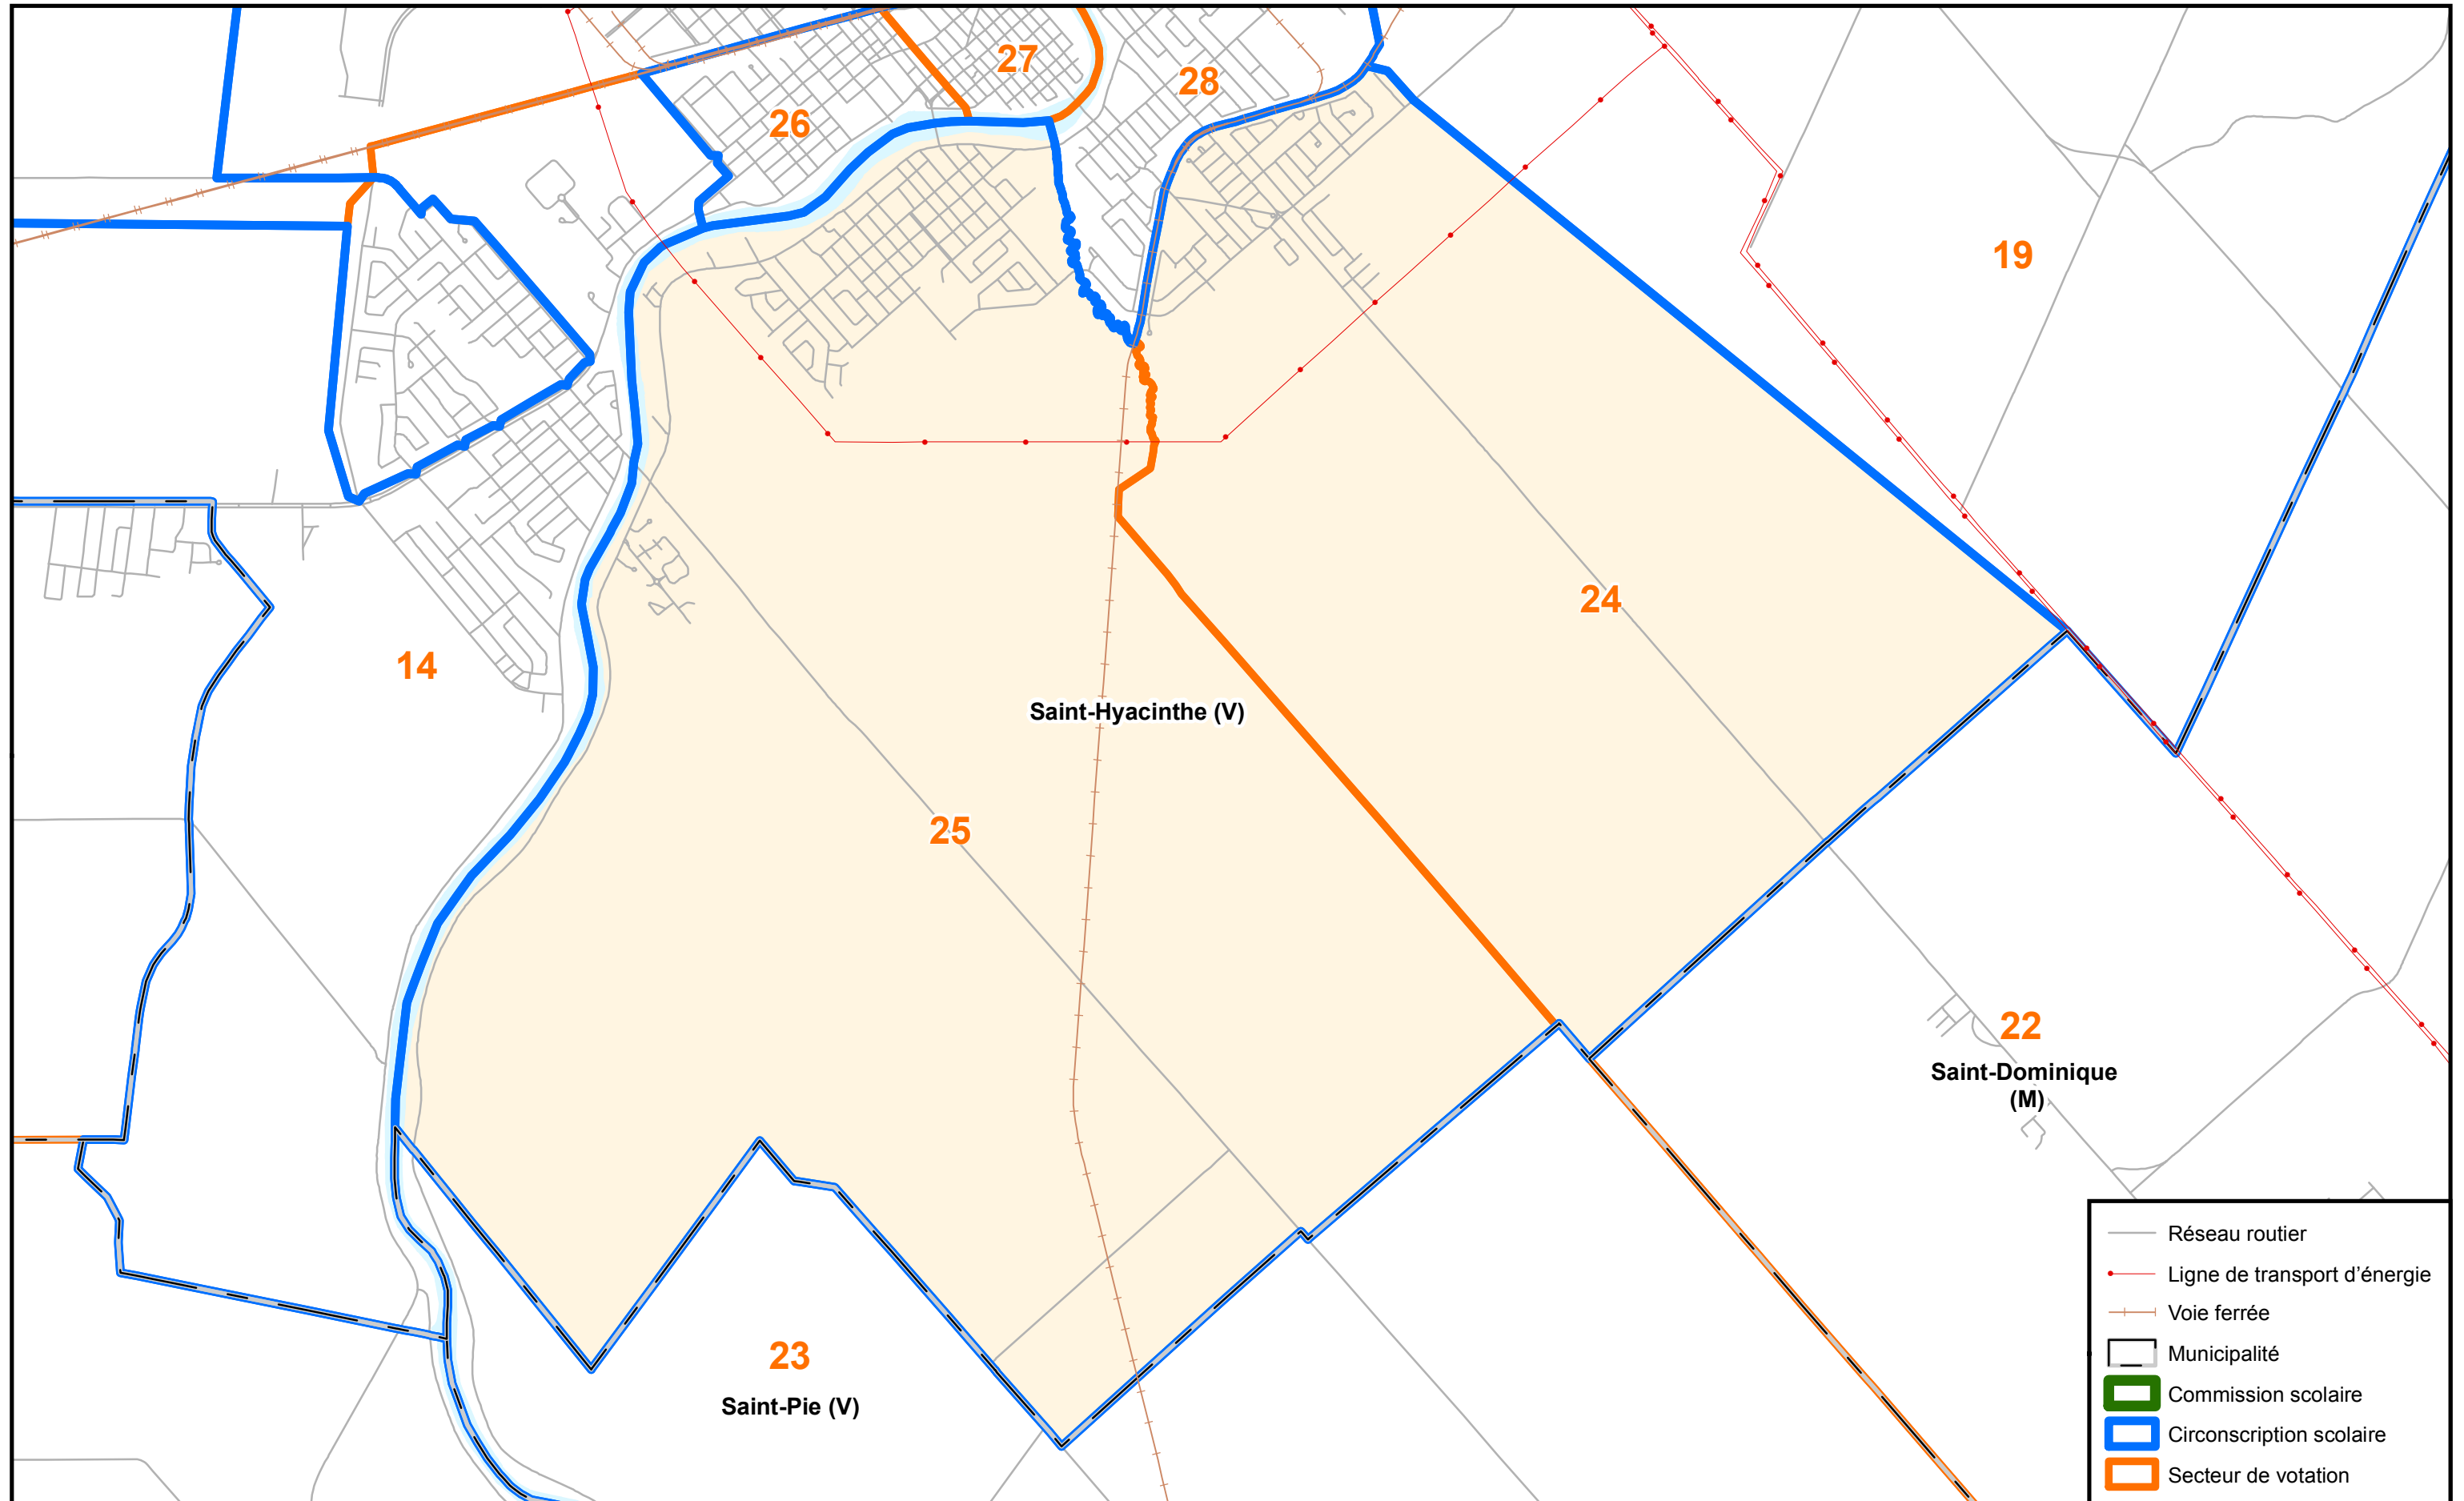 27
28
26
19
24
14
Saint-Hyacinthe (V)
25
22
Saint-Dominique
(M)
23
Saint-Pie (V)
Réseau routier
Ligne de transport d’énergie
Voie ferrée
Municipalité
Commission scolaire
Circonscription scolaire
Secteur de votation